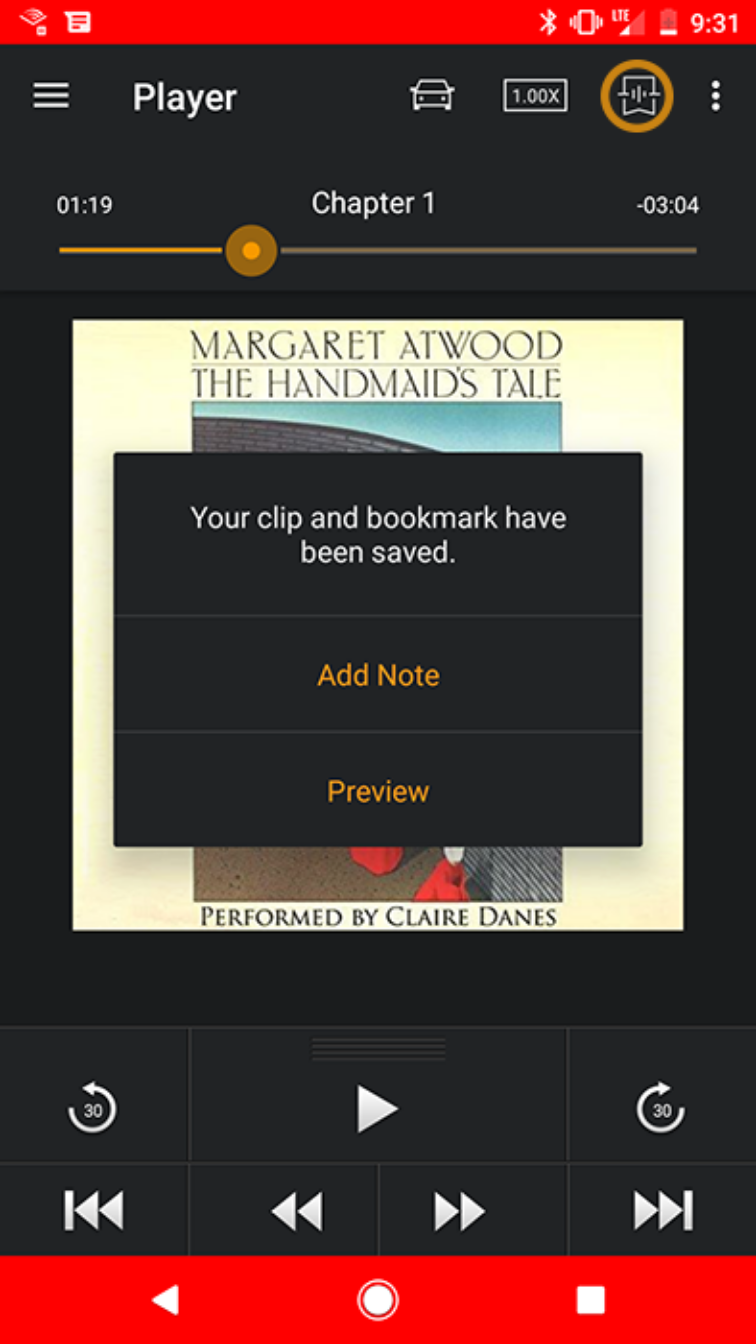 LTE 9:31
Player 1.00X
01:19 Chapter 1 -03:04
MARGARET ATWOOD
THE HANDMAID'S TALE
Your clip and bookmark have
been saved.
Add Note
Preview
PERFORMED BY CLAIRE DANES
30 30